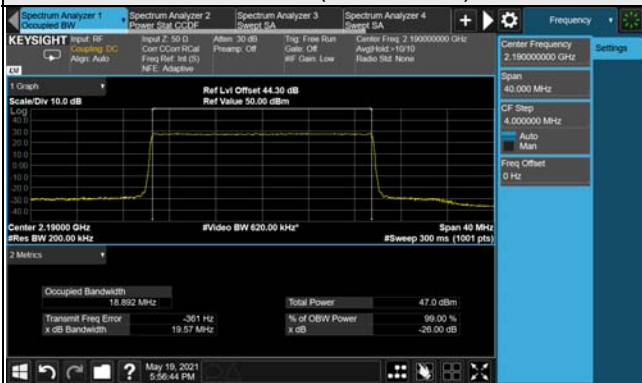 Spectrum Analyzer 1
Occupied BW
Spectrum Analyzer 2
Power Stat CCDF
Spectrum Analyzer 3
Swept SA
Spectrum Analyzer 4
Swept SA
+
Frequency
KEYSIGHT
Input: RF
Coupling: DC
Align: Auto
Input Z: 50 Ω
Corr CCorr RCal
Freq Ref: Int (S)
NFE: Adaptive
Atten: 30 dB
Preamp: Off
Trig: Free Run
Gate: Off
#IF Gain: Low
Center Freq: 2.190000000 GHz
Avg|Hold:>10/10
Radio Std: None
Center Frequency
2.190000000 GHz
Settings
Span
40.000 MHz
CF Step
4.000000 MHz
Auto
Man
Freq Offset
0 Hz
1 Graph
Scale/Div 10.0 dB
Ref Lvl Offset 44.30 dB
Ref Value 50.00 dBm
Log
40.0
30.0
20.0
10.0
0.00
-10.0
-20.0
-30.0
-40.0
Center 2.19000 GHz
#Res BW 200.00 kHz
#Video BW 620.00 kHz*
Span 40 MHz
#Sweep 300 ms (1001 pts)
2 Metrics
Occupied Bandwidth
18.892 MHz
Total Power
47.0 dBm
Transmit Freq Error
-361 Hz
% of OBW Power
99.00 %
x dB Bandwidth
19.57 MHz
x dB
-26.00 dB
?
May 19, 2021
5:56:44 PM